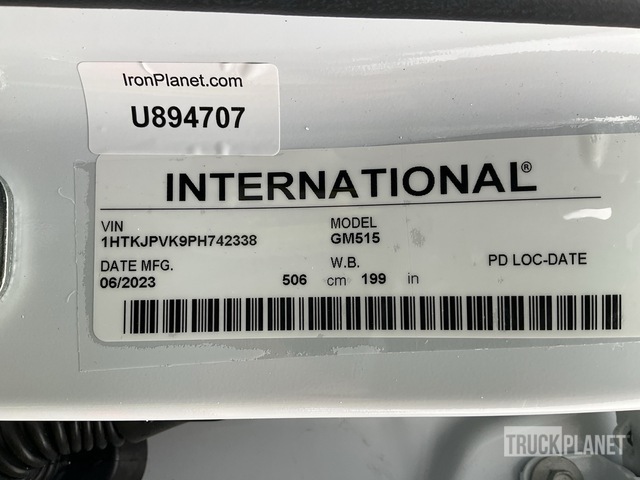 IronPlanet.com
U894707
INTERNATIONAL®
VIN MODEL
1HTKJPVK9PH742338 GM515
DATE MFG. W.B. PD LOC-DATE
06/2023 506 cm 199 in
TRUCKPLANET